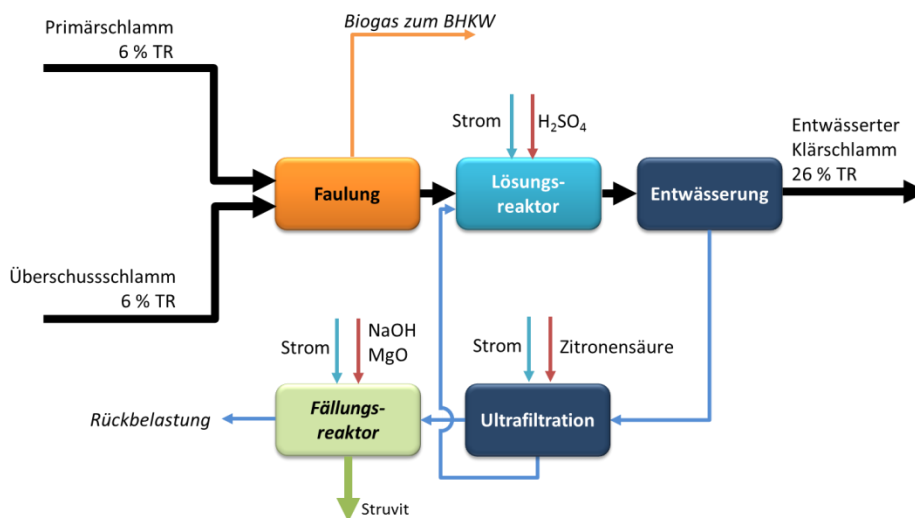 Biogas zum BHKW
Primärschlamm
6 % TR
Strom
H₂SO₄
Entwässerter
Klärschlamm
26 % TR
Faulung
Lösungs-
reaktor
Entwässerung
Überschussschlamm
6 % TR
Strom
NaOH
MgO
Strom
Zitronensäure
Rückbelastung
Fällungs-
reaktor
Ultrafiltration
Struvit